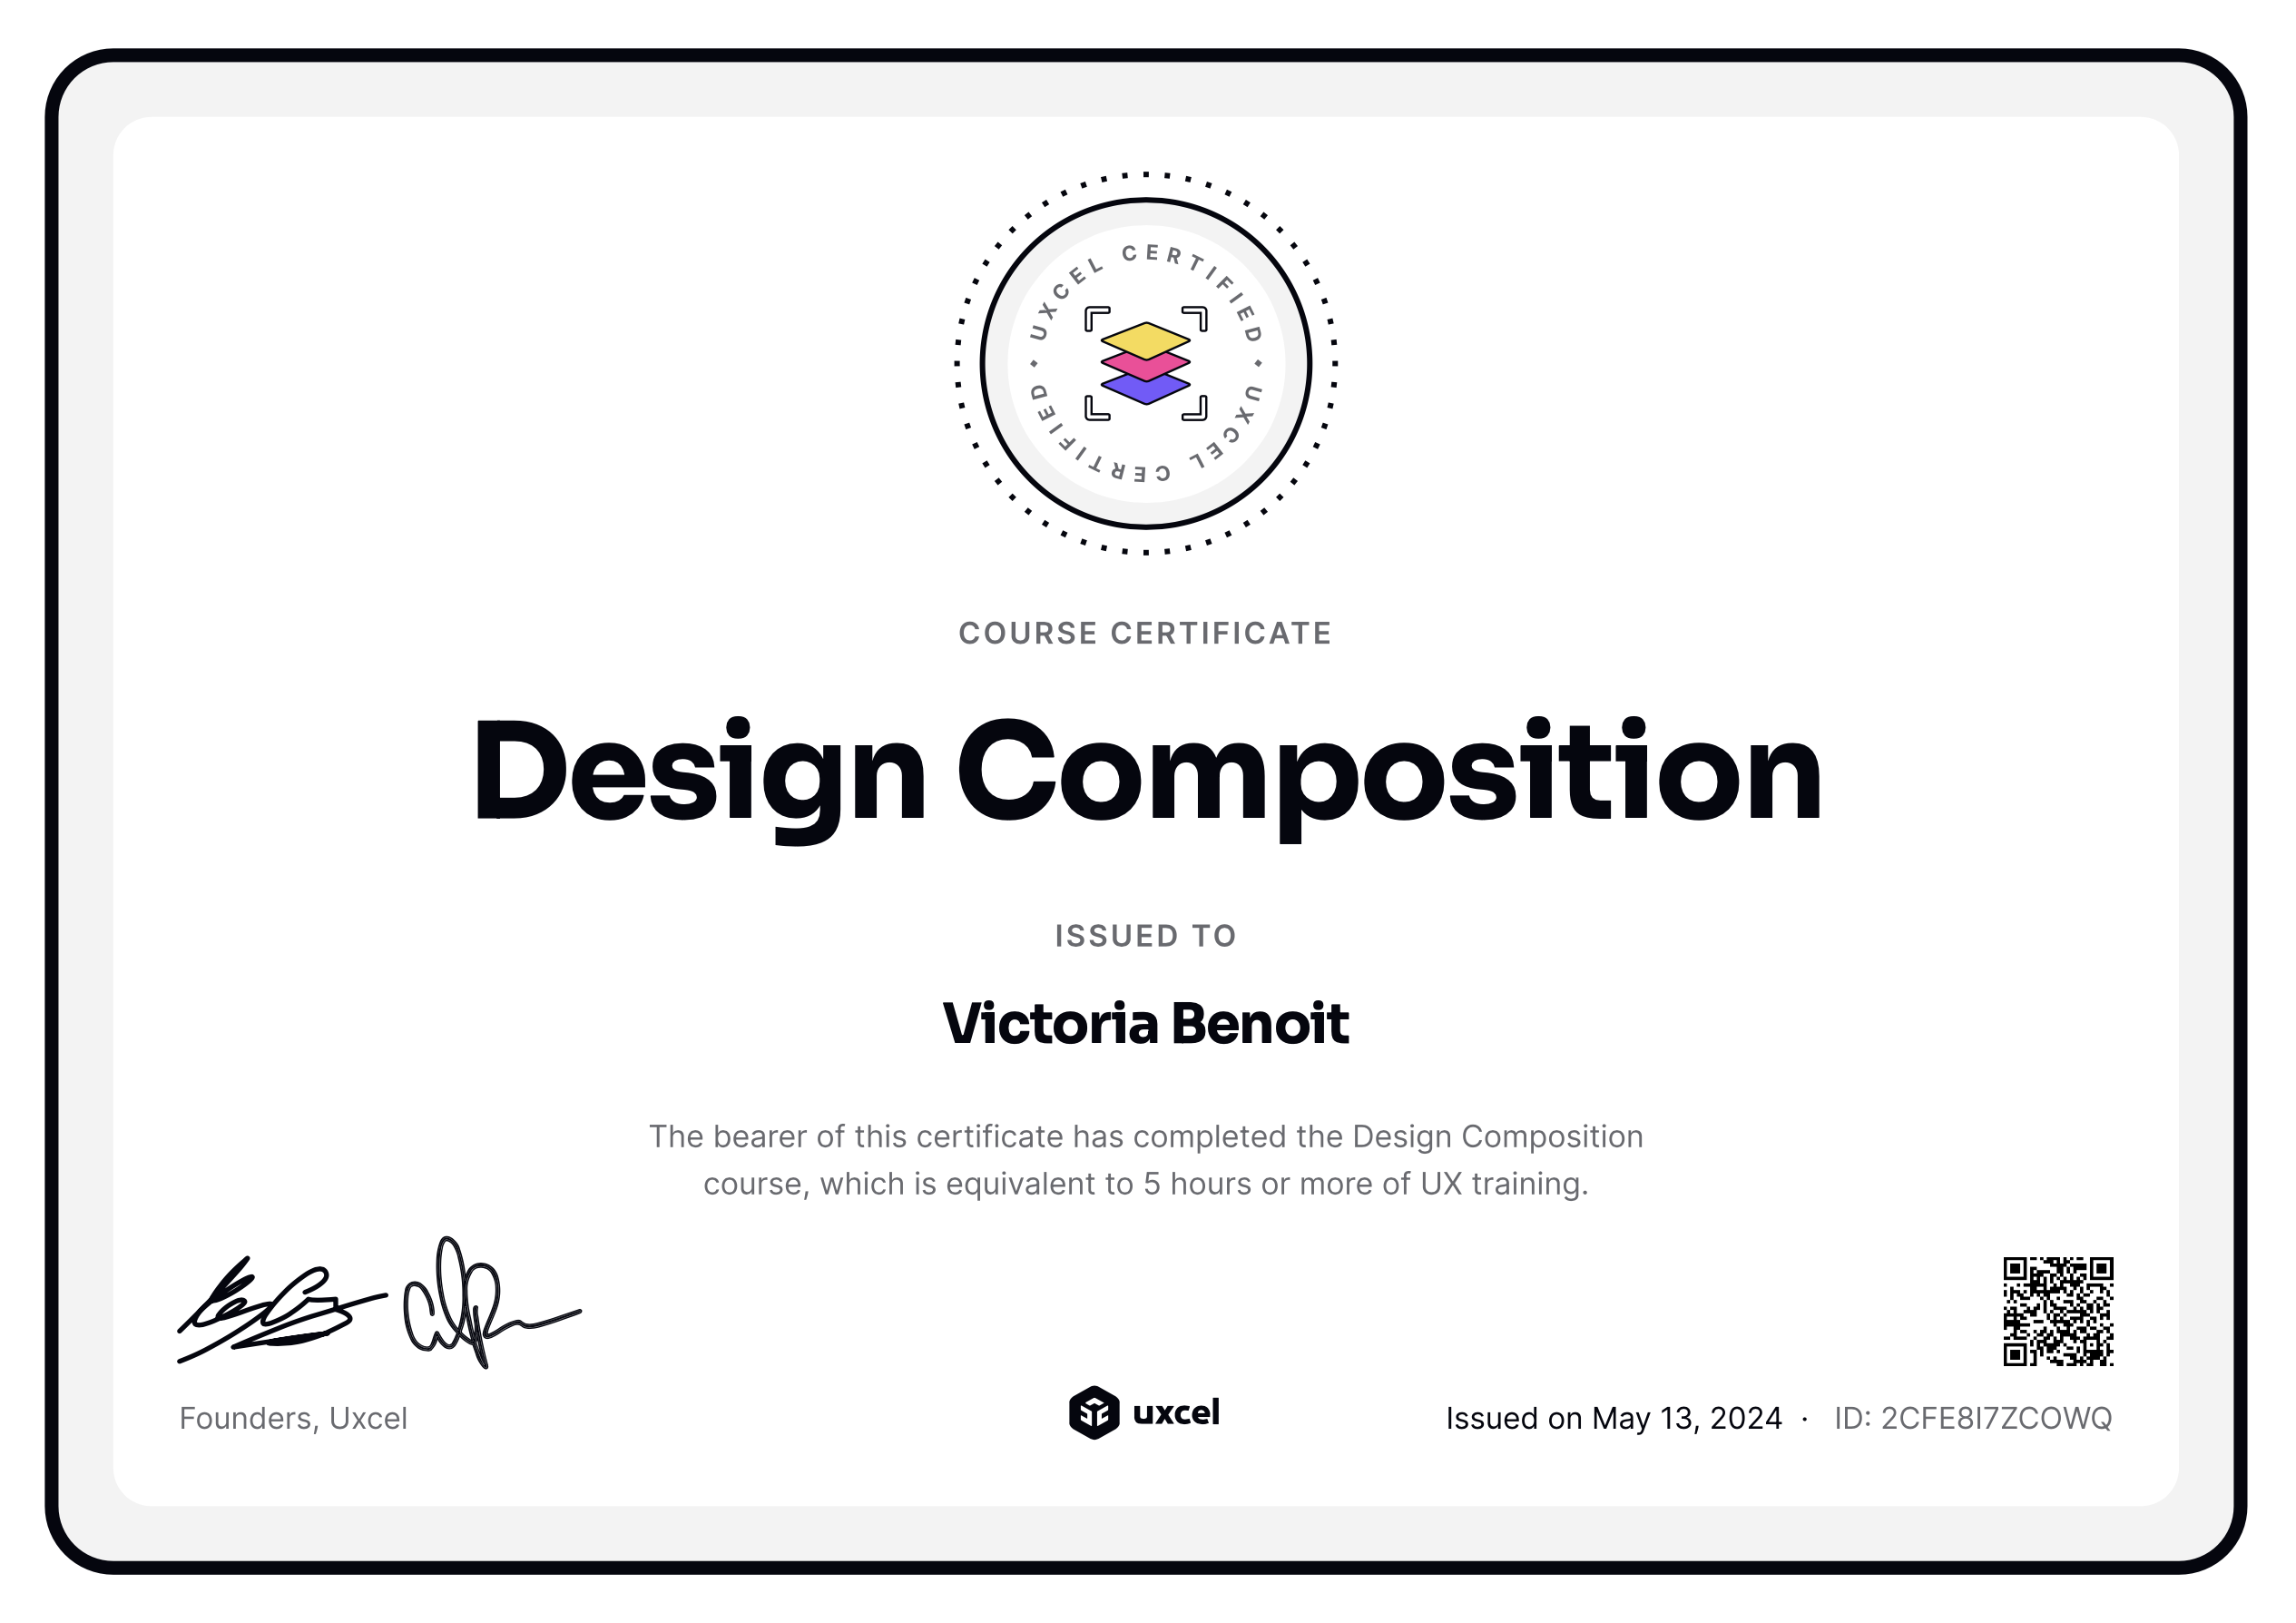 UXCEL CERTIFIED · UXCEL CERTIFIED ·
COURSE CERTIFICATE
Design Composition
ISSUED TO
Victoria Benoit
The bearer of this certificate has completed the Design Composition
course, which is equivalent to 5 hours or more of UX training.
Founders, Uxcel
uxcel
Issued on May 13, 2024 · ID: 2CFE8I7ZCOWQ